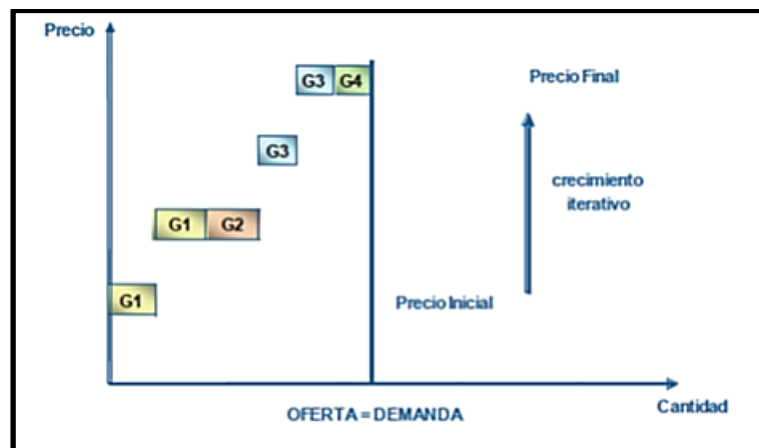 Precio
G3 G4
Precio Final
G3
crecimiento
iterativo
G1 G2
G1
Precio Inicial
Cantidad
OFERTA = DEMANDA